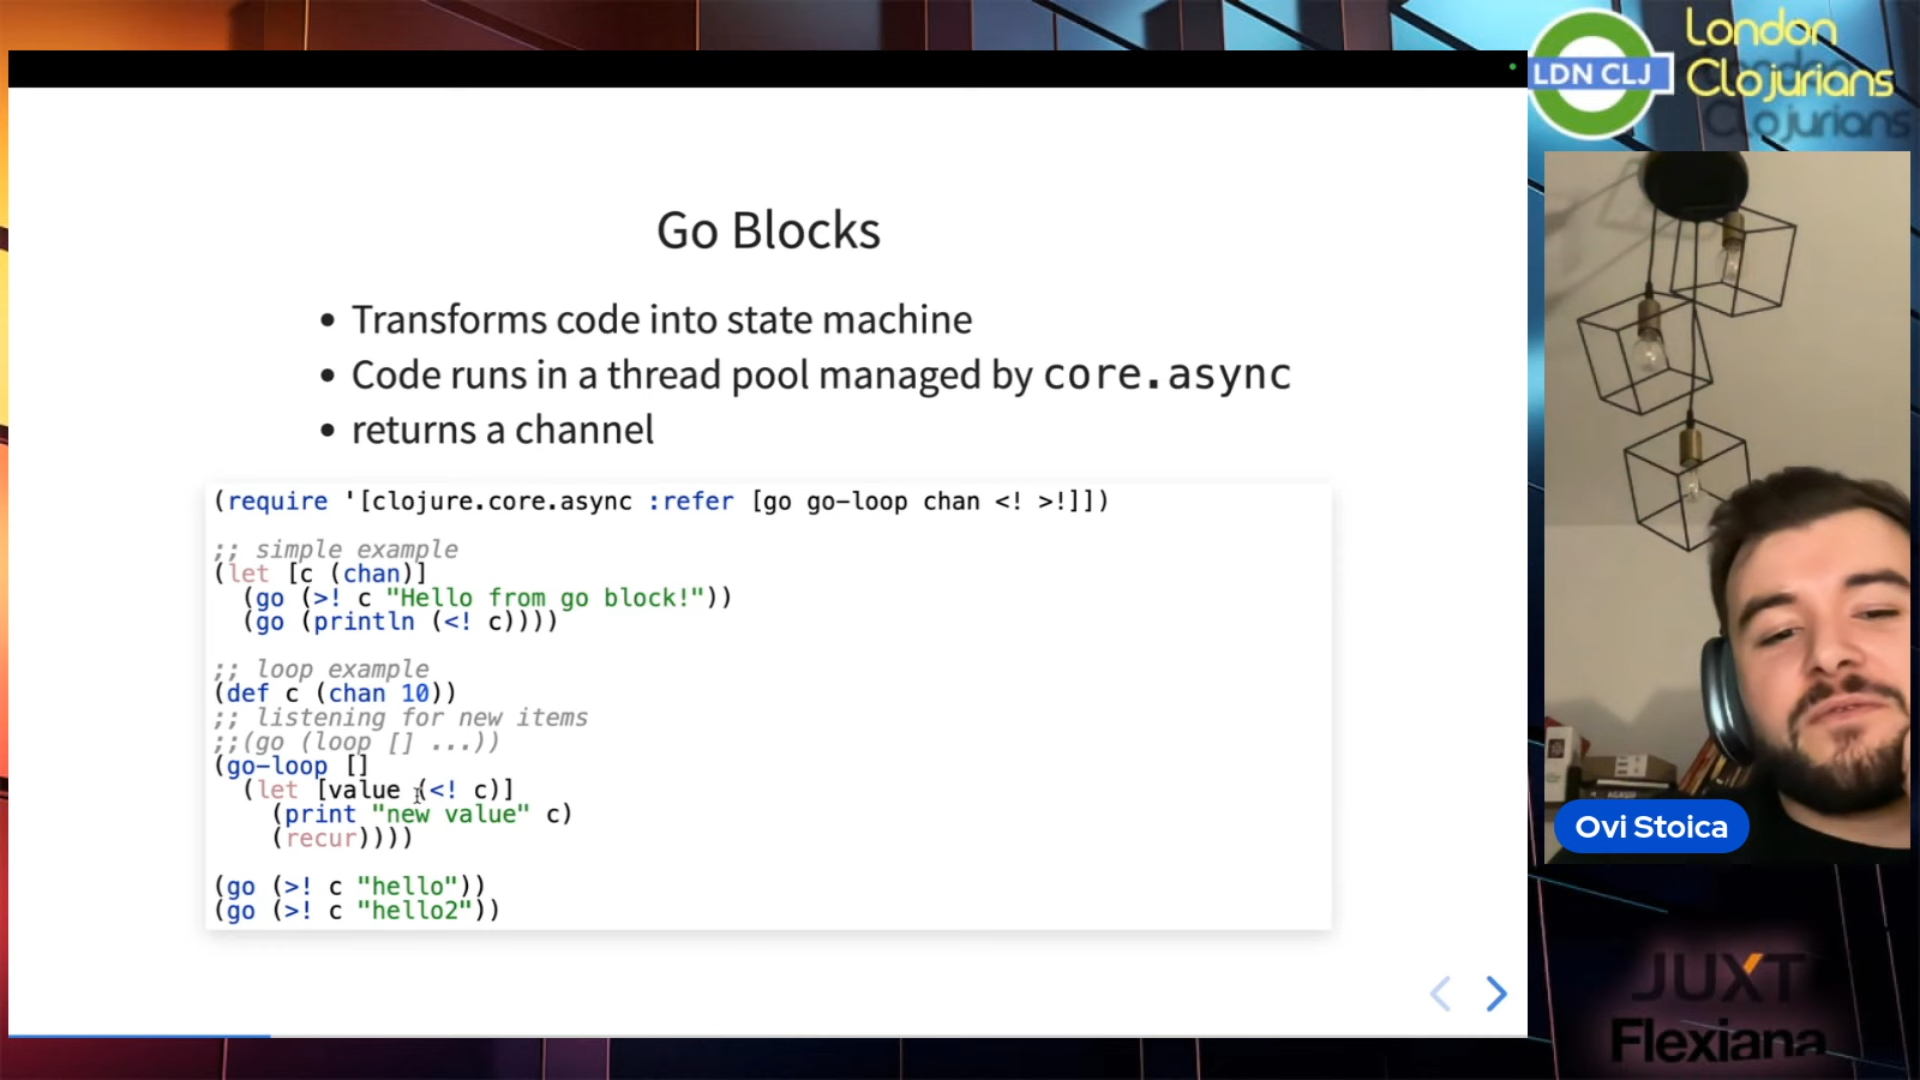 London
LDN CLJ
Clojurians
Clojurians
Go Blocks
• Transforms code into state machine
• Code runs in a thread pool managed by core.async
• returns a channel
(require '[clojure.core.async :refer [go go-loop chan <! >!]])
;; simple example
(let [c (chan)]
  (go (>! c "Hello from go block!"))
  (go (println (<! c))))
;; loop example
(def c (chan 10))
;; listening for new items
;;(go (loop [] ...))
(go-loop []
  (let [value (<! c)]
    (print "new value" c)
    (recur))))
(go (>! c "hello"))
(go (>! c "hello2"))
Ovi Stoica
JUXT
Flexiana